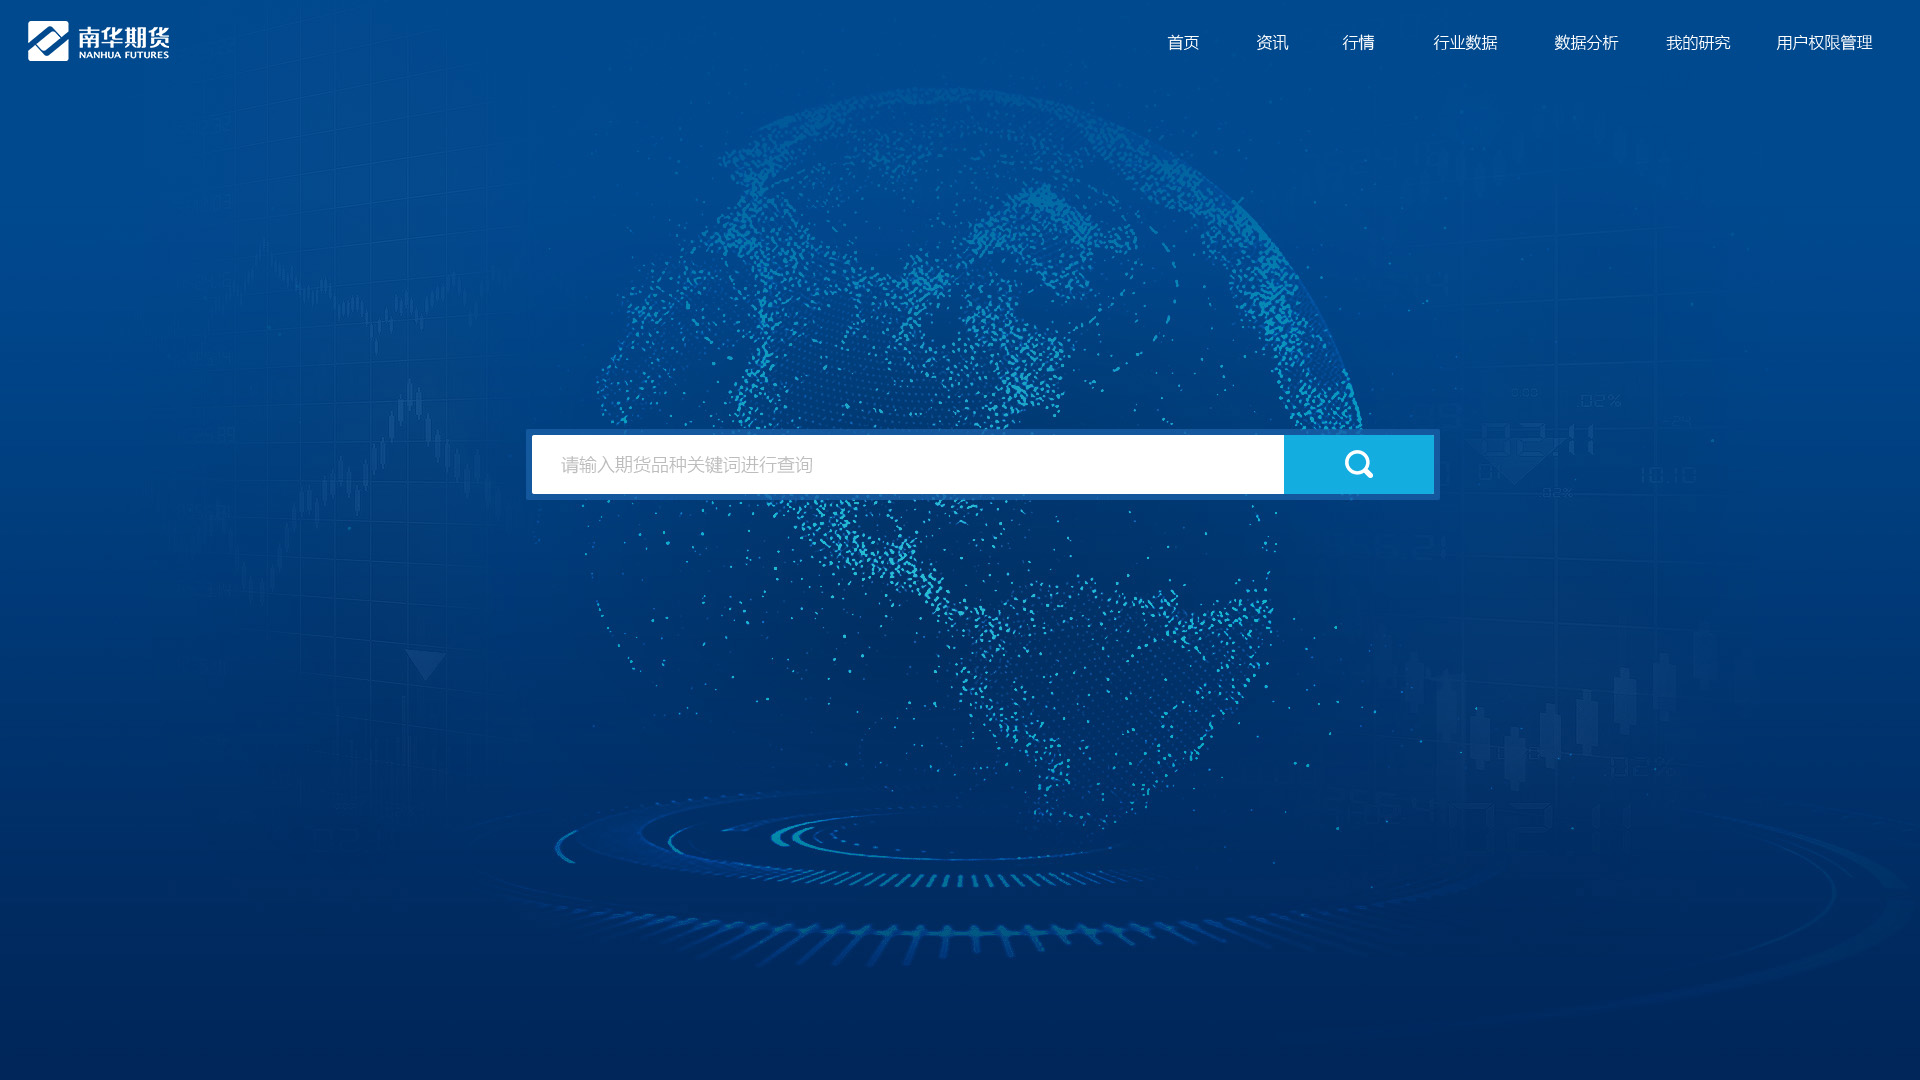 南华期货
NANHUA FUTURES
首页 资讯 行情 行业数据 数据分析 我的研究 用户权限管理
请输入期货品种关键词进行查询